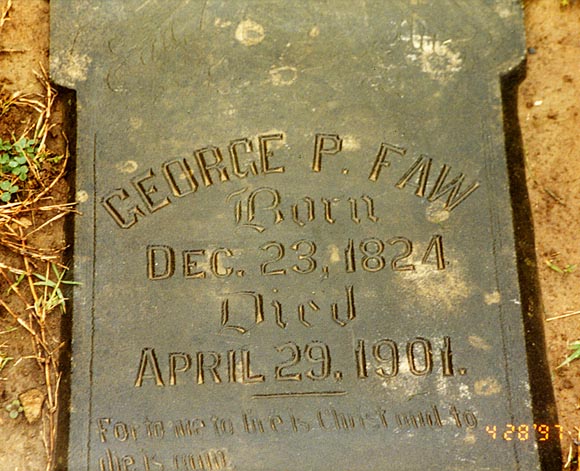 GEORGE P. FAW
Born
DEC. 23, 1824
Died
APRIL 29, 1901.
For to me to live is Christ and to
die is gain.
4 28 '97